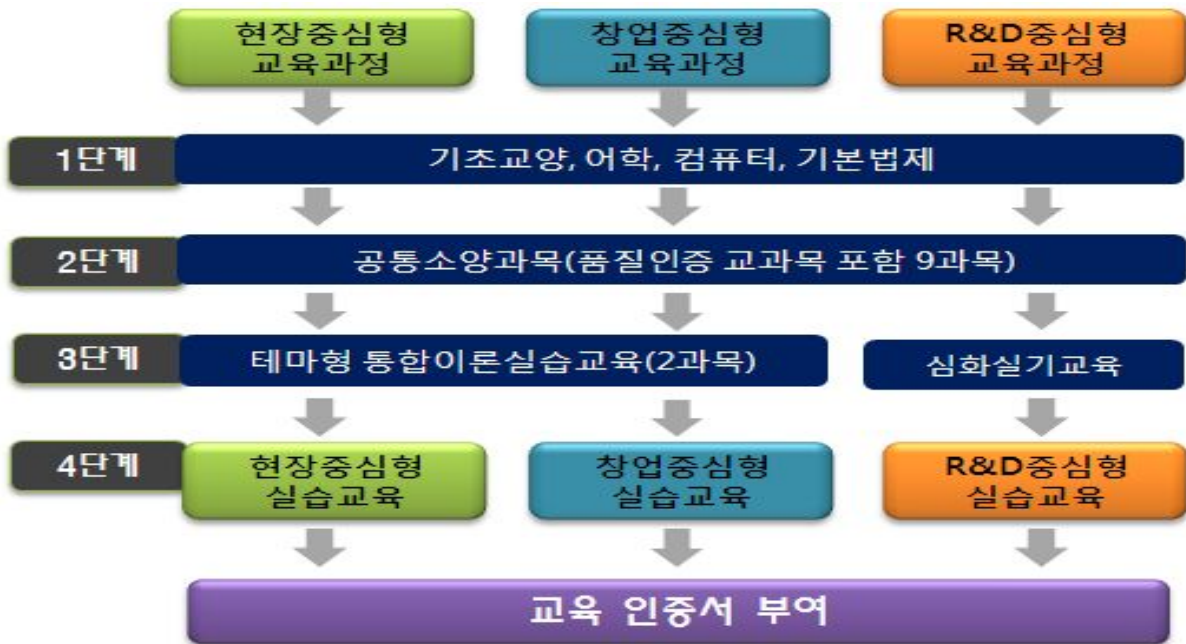 현장중심형
교육과정
창업중심형
교육과정
R&D중심형
교육과정
1단계
기초교양, 어학, 컴퓨터, 기본법제
2단계
공통소양과목(품질인증 교과목 포함 9과목)
3단계
테마형 통합이론실습교육(2과목)
심화실기교육
4단계
현장중심형
실습교육
창업중심형
실습교육
R&D중심형
실습교육
교육 인증서 부여